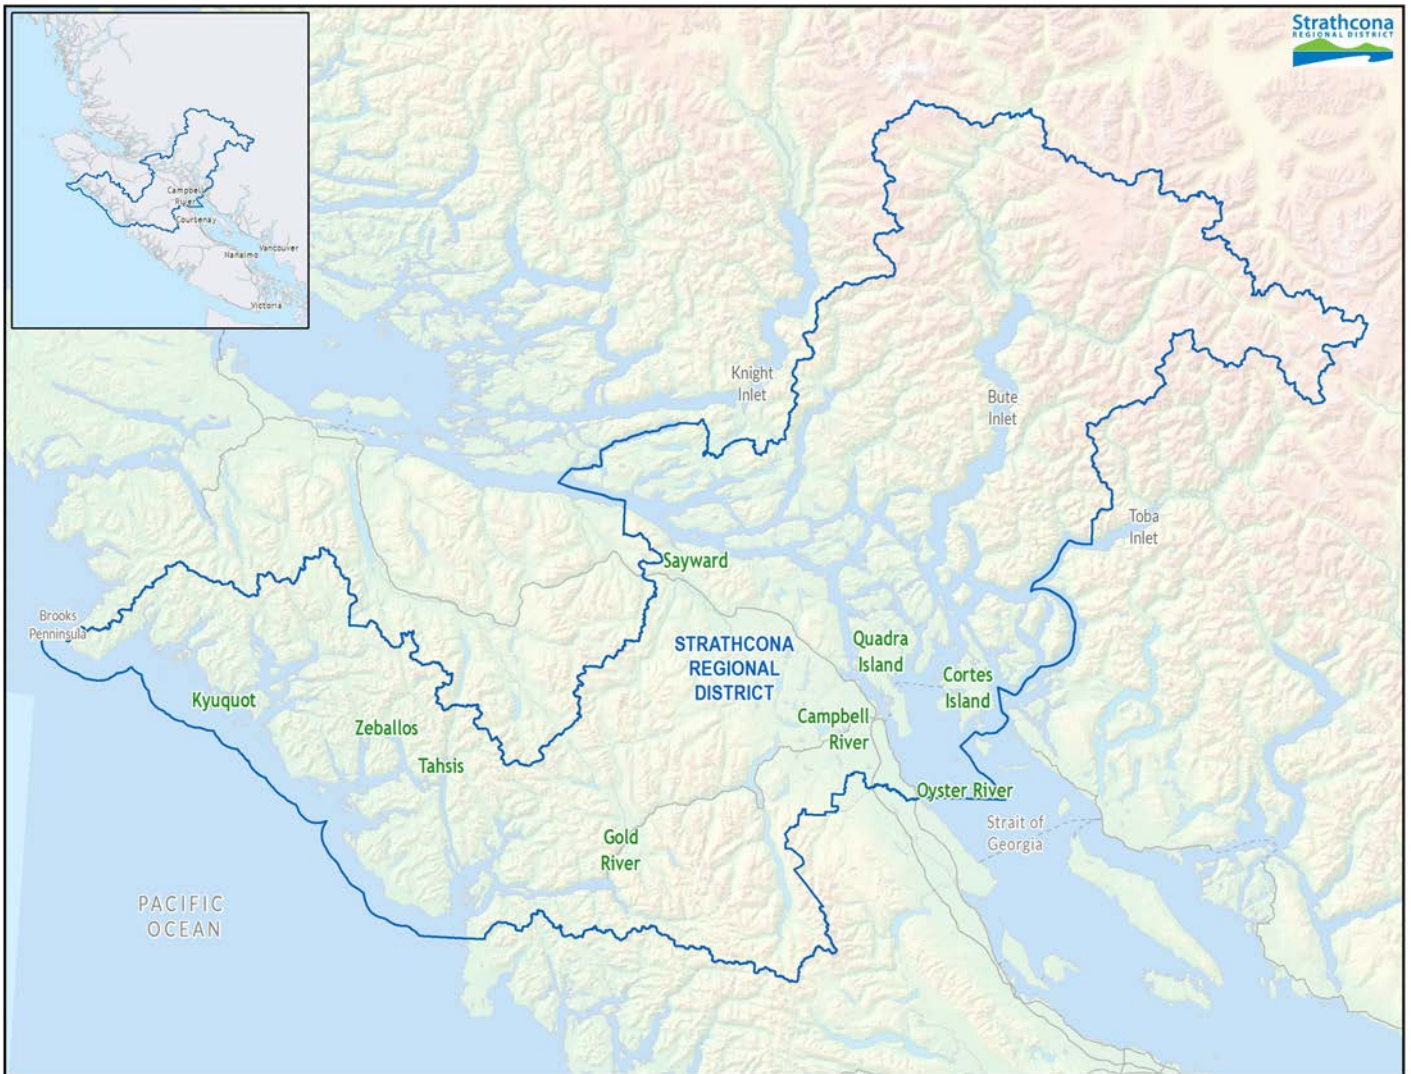 Strathcona
REGIONAL DISTRICT
Campbell
River
Courtenay
Vancouver
Nanaimo
Victoria
Knight
Inlet
Bute
Inlet
Toba
Inlet
Sayward
Brooks
Penninsula
STRATHCONA
REGIONAL
DISTRICT
Quadra
Island
Cortes
Island
Kyuquot
Zeballos
Campbell
River
Tahsis
Oyster River
Strait of
Georgia
Gold
River
PACIFIC
OCEAN